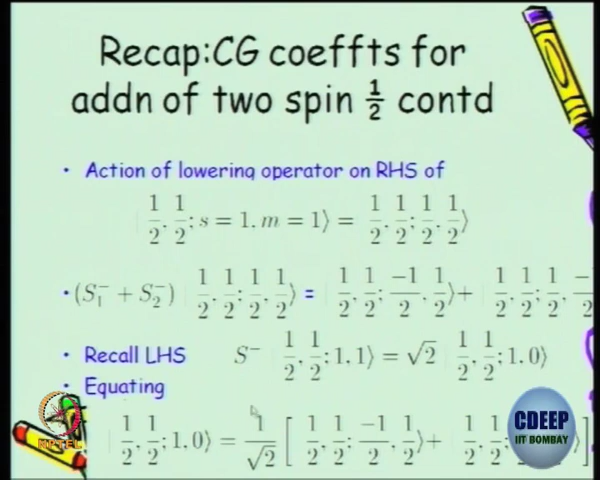 Recap:CG coeffts for
addn of two spin ½ contd
• Action of lowering operator on RHS of
| 1/2, 1/2; s = 1, m = 1⟩ = | 1/2, 1/2; 1/2, 1/2⟩
• (S₁⁻ + S₂⁻) | 1/2, 1/2; 1/2, 1/2⟩ = | 1/2, 1/2; -1/2, 1/2⟩ + | 1/2, 1/2; 1/2, -
• Recall LHS S⁻ | 1/2, 1/2; 1, 1⟩ = √2 | 1/2, 1/2; 1, 0⟩
• Equating
| 1/2, 1/2; 1, 0⟩ = 1/√2 [ | 1/2, 1/2; -1/2, 1/2⟩ + | 1/2, 1/2; ⟩]
NPTEL
CDEEP
IIT BOMBAY